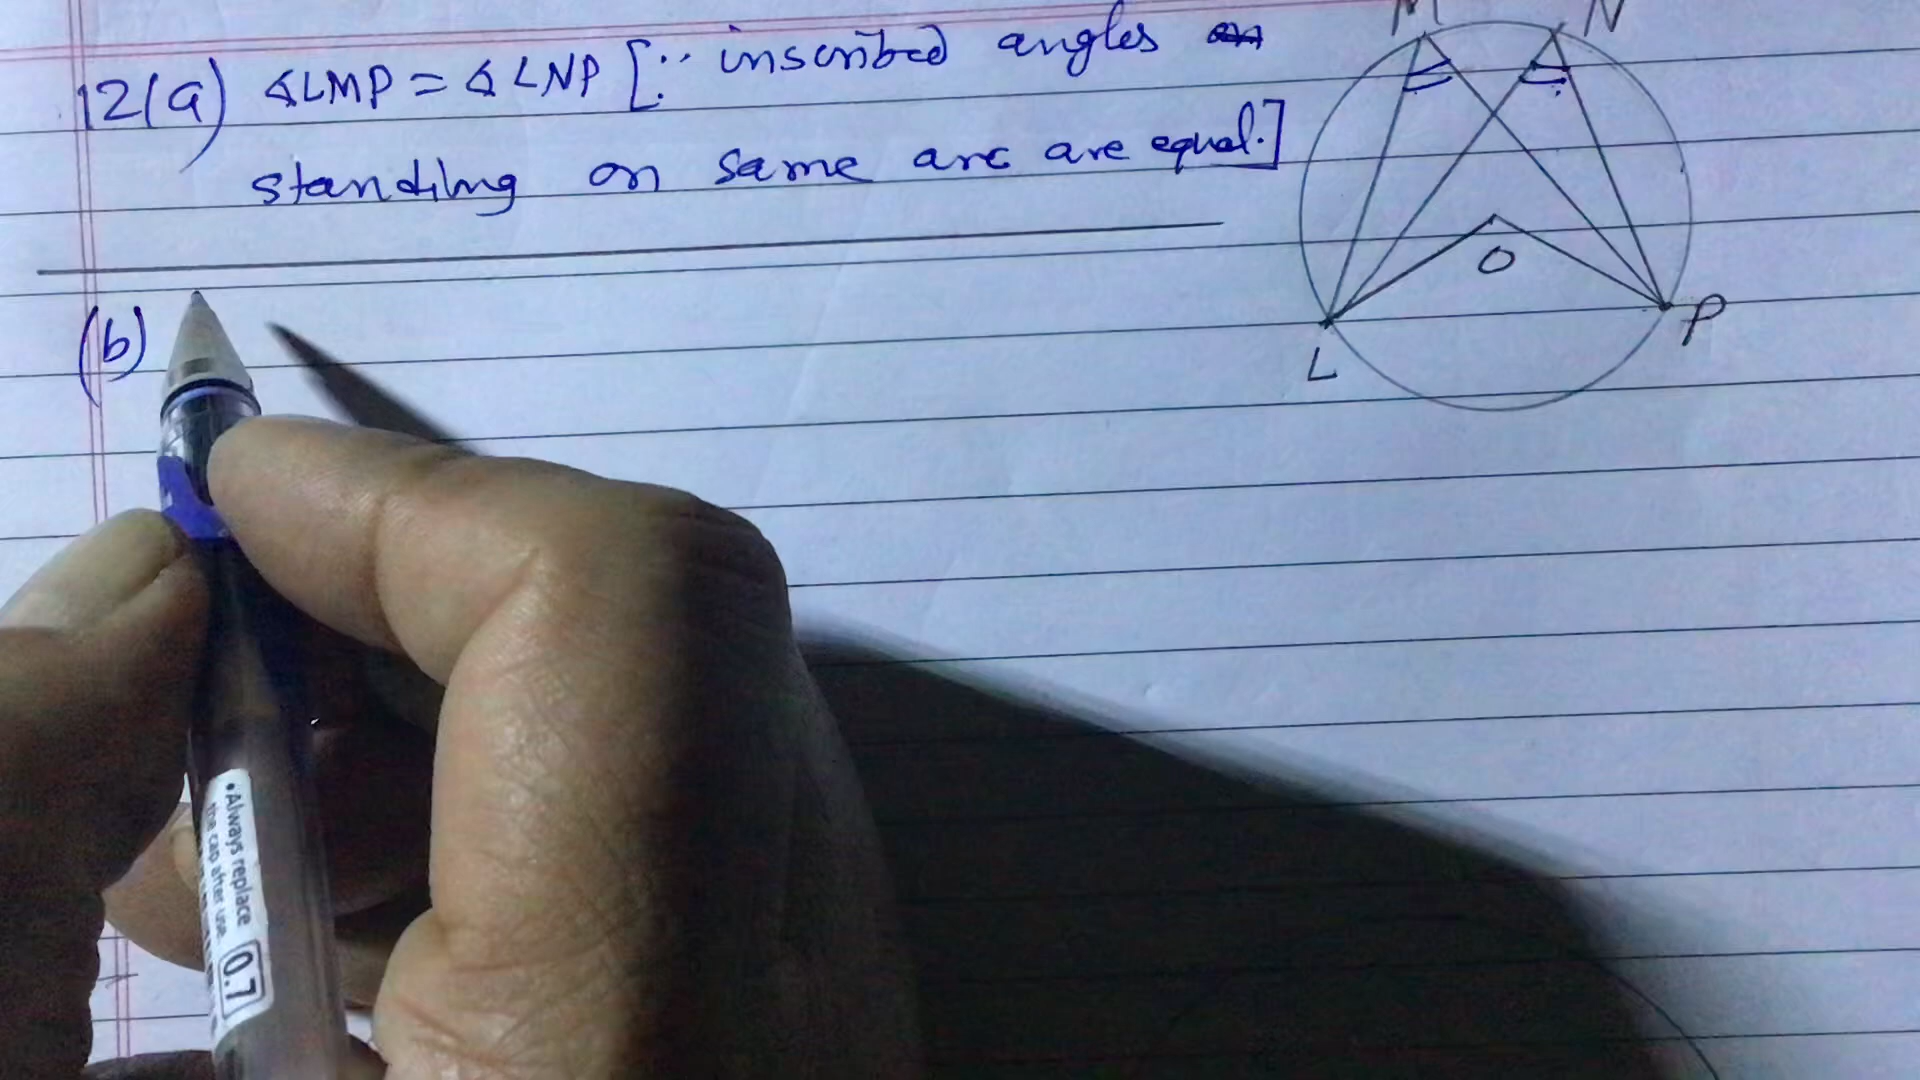 12(a) ∡LMP = ∡LNP [∵ inscribed angles on
standing on same arc are equal.]
(b)
M N
O
L
P
•Always replace
the cap after use.
0.7